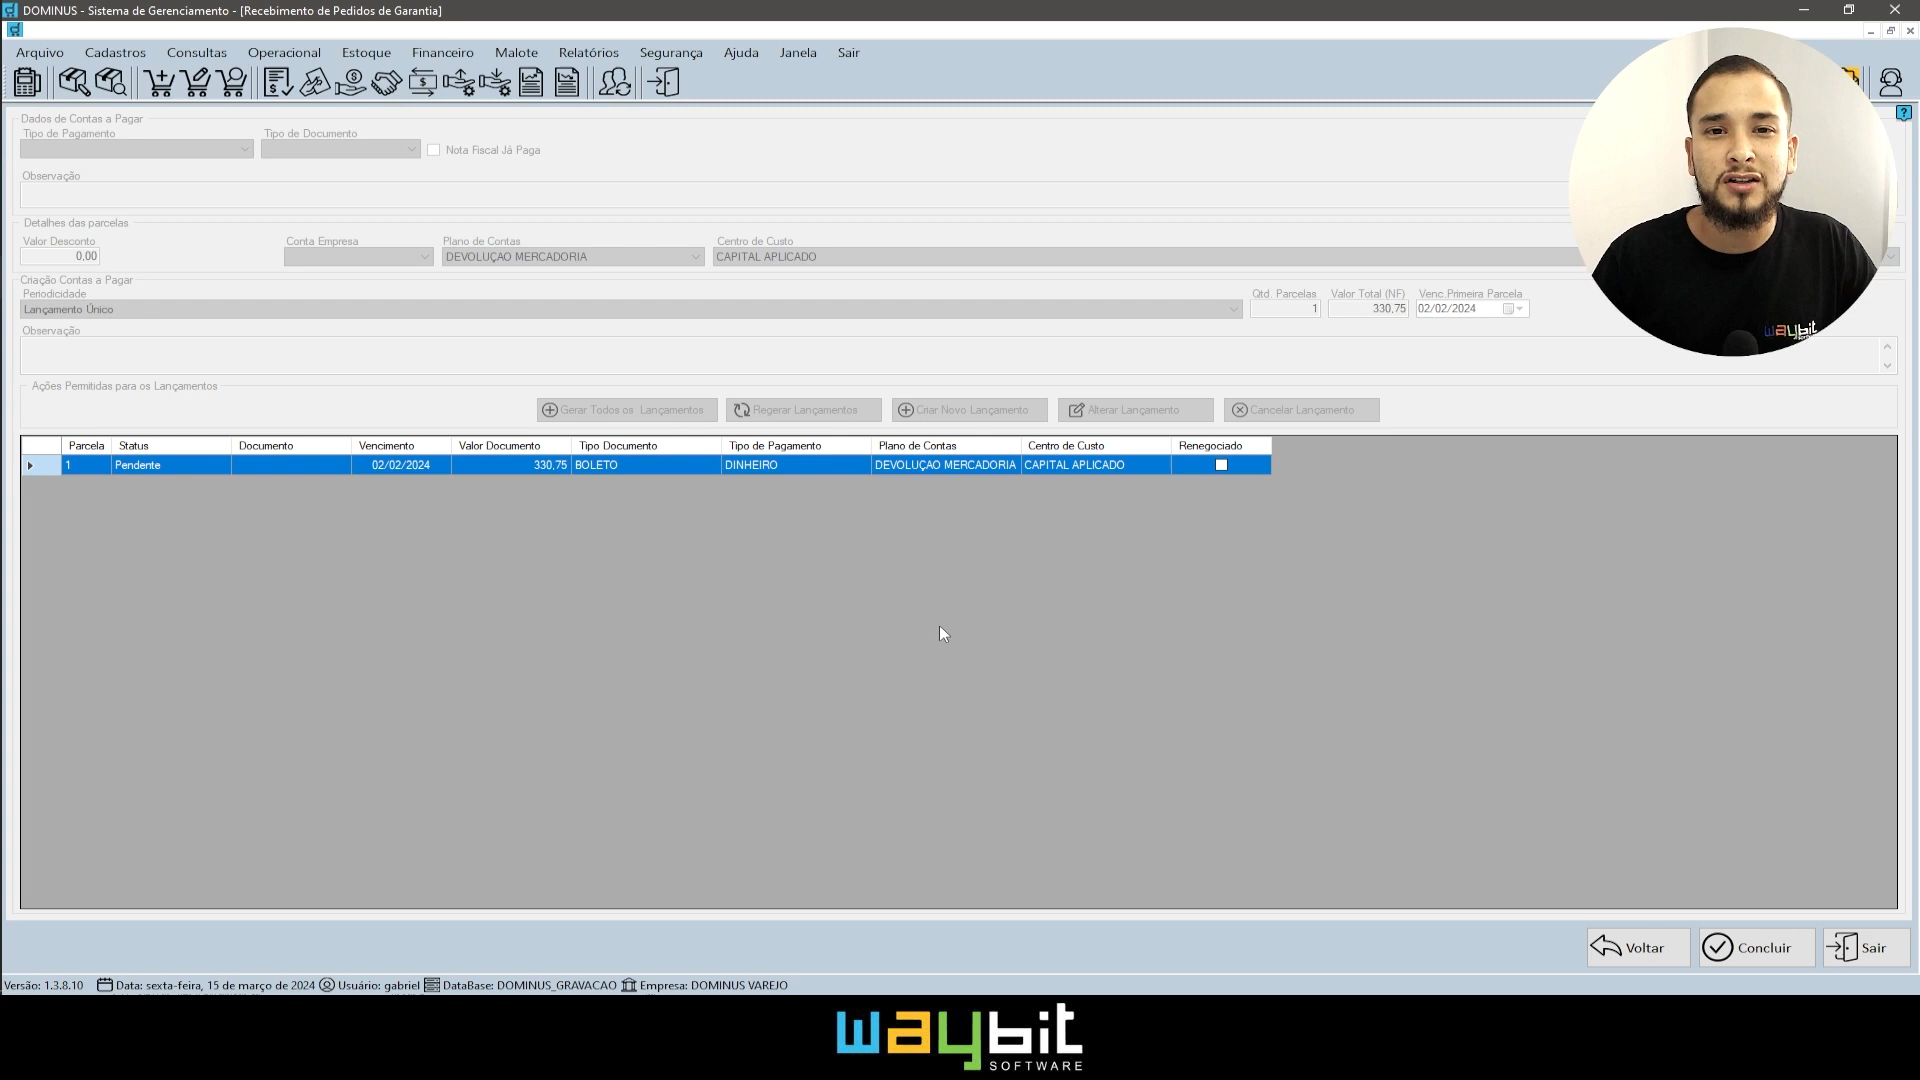 DOMINUS - Sistema de Gerenciamento - [Recebimento de Pedidos de Garantia]
Arquivo Cadastros Consultas Operacional Estoque Financeiro Malote Relatórios Segurança Ajuda Janela Sair
Dados de Contas a Pagar
Tipo de Pagamento Tipo de Documento
Nota Fiscal Já Paga
Observação
Detalhes das parcelas
Valor Desconto Conta Empresa Plano de Contas Centro de Custo
0,00 DEVOLUÇAO MERCADORIA CAPITAL APLICADO
Criação Contas a Pagar
Periodicidade Qtd. Parcelas Valor Total (NF) Venc.Primeira Parcela
Lançamento Único 1 330,75 02/02/2024
Observação
Ações Permitidas para os Lançamentos
Gerar Todos os Lançamentos Regerar Lançamentos Criar Novo Lançamento Alterar Lançamento Cancelar Lançamento
Parcela Status Documento Vencimento Valor Documento Tipo Documento Tipo de Pagamento Plano de Contas Centro de Custo Renegociado
1 Pendente 02/02/2024 330,75 BOLETO DINHEIRO DEVOLUÇAO MERCADORIA CAPITAL APLICADO
Voltar Concluir Sair
Versão: 1.3.8.10 Data: sexta-feira, 15 de março de 2024 Usuário: gabriel DataBase: DOMINUS_GRAVACAO Empresa: DOMINUS VAREJO
waybit
waybit
SOFTWARE